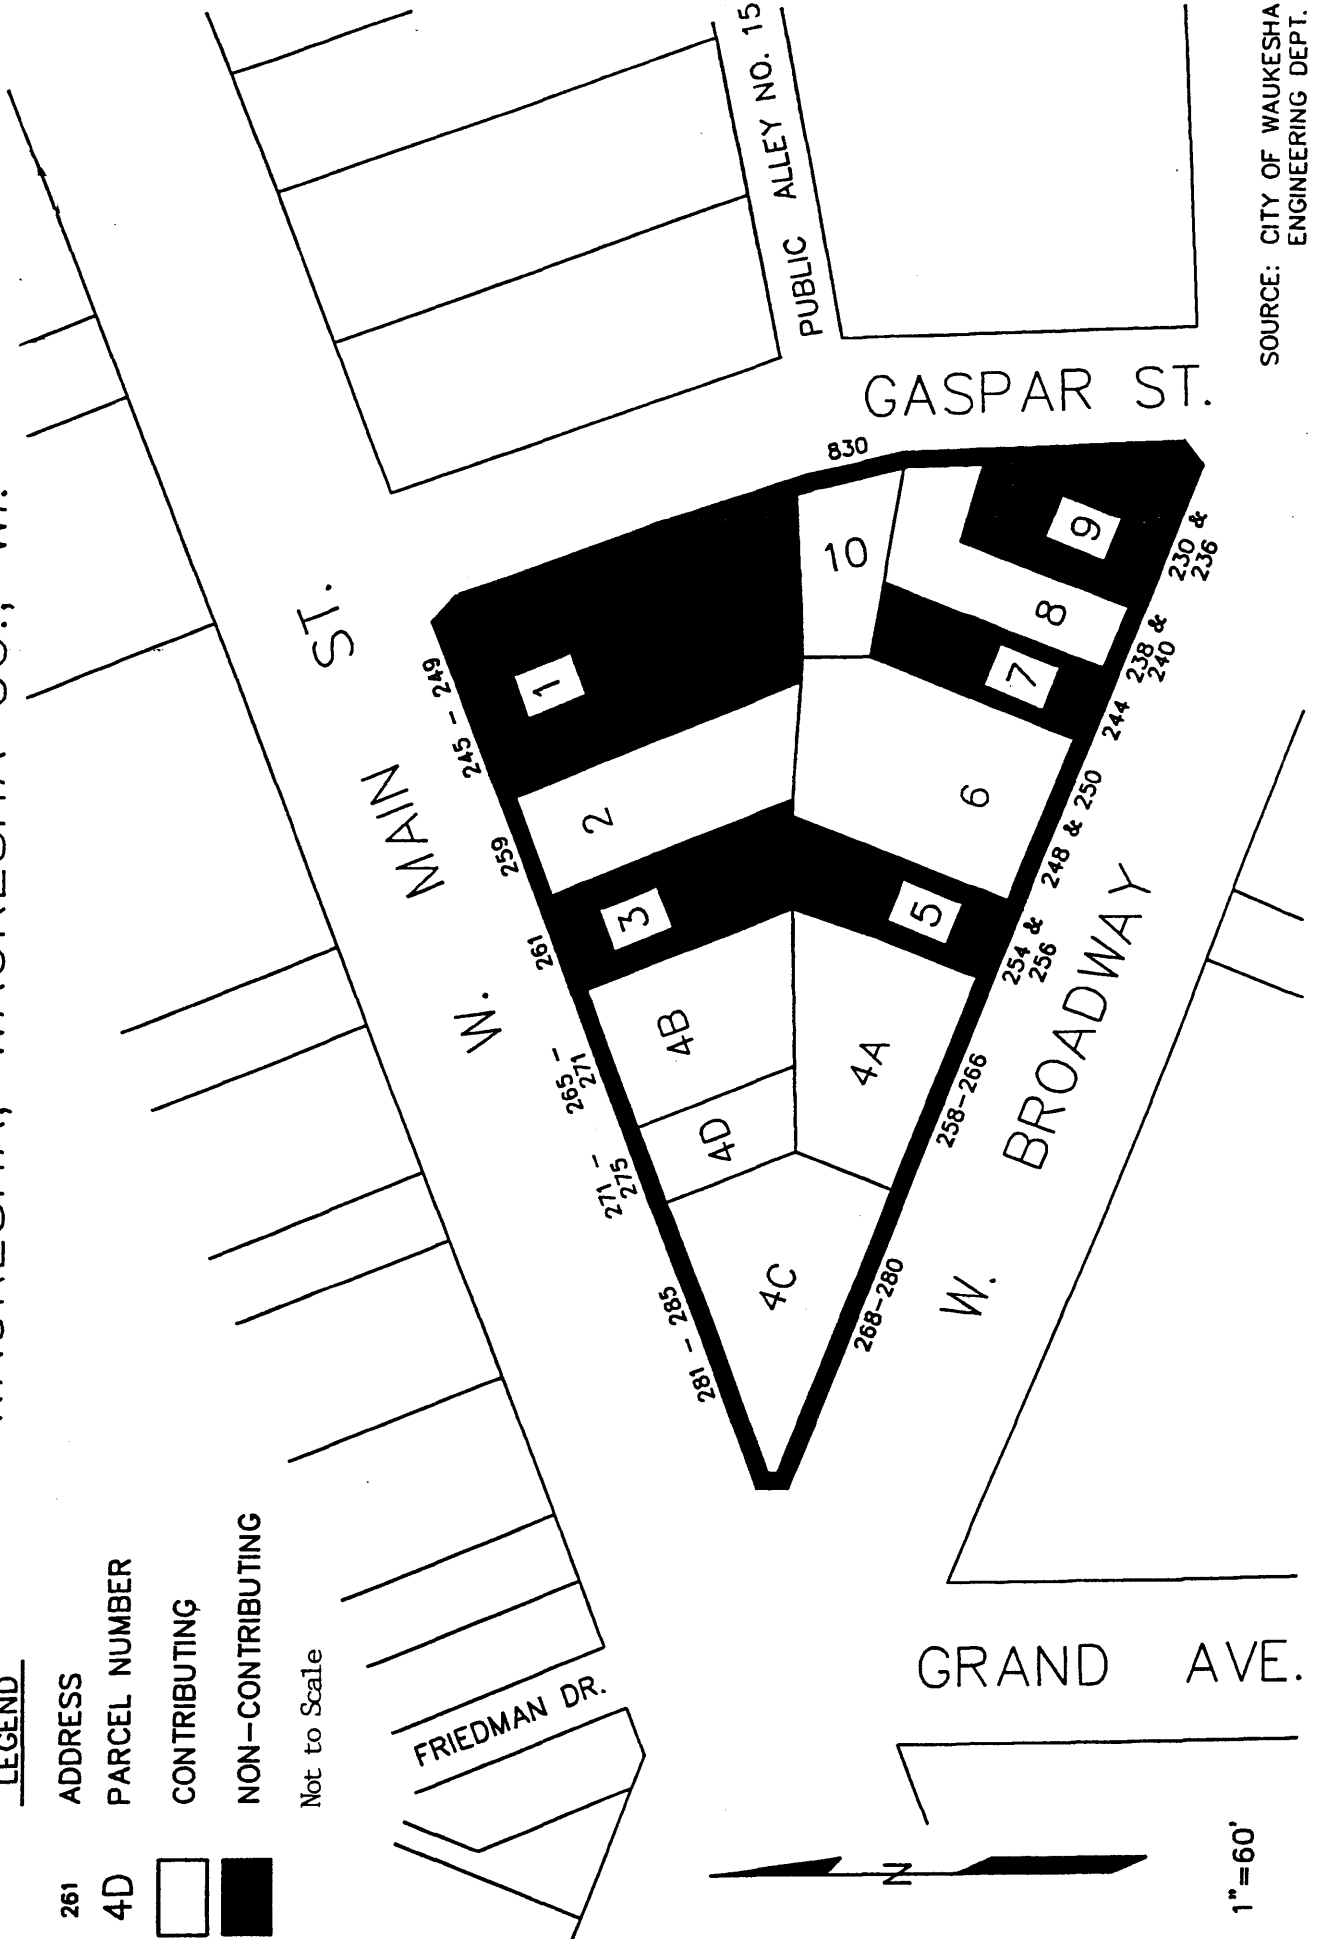 LEGEND
261 ADDRESS
4D PARCEL NUMBER
CONTRIBUTING
NON-CONTRIBUTING
Not to Scale
W. MAIN ST.
PUBLIC ALLEY NO. 15
GASPAR ST.
W. BROADWAY
GRAND AVE.
FRIEDMAN DR.
245 - 249
259
261
265 -
271
271 -
275
281 - 285
268-280
258-266
254 &
256
248 & 250
244
238 &
240
230 &
236
830
1
2
3
4B
4D
4C
4A
5
6
7
8
9
10
N
1"=60'
SOURCE: CITY OF WAUKESHA
ENGINEERING DEPT.